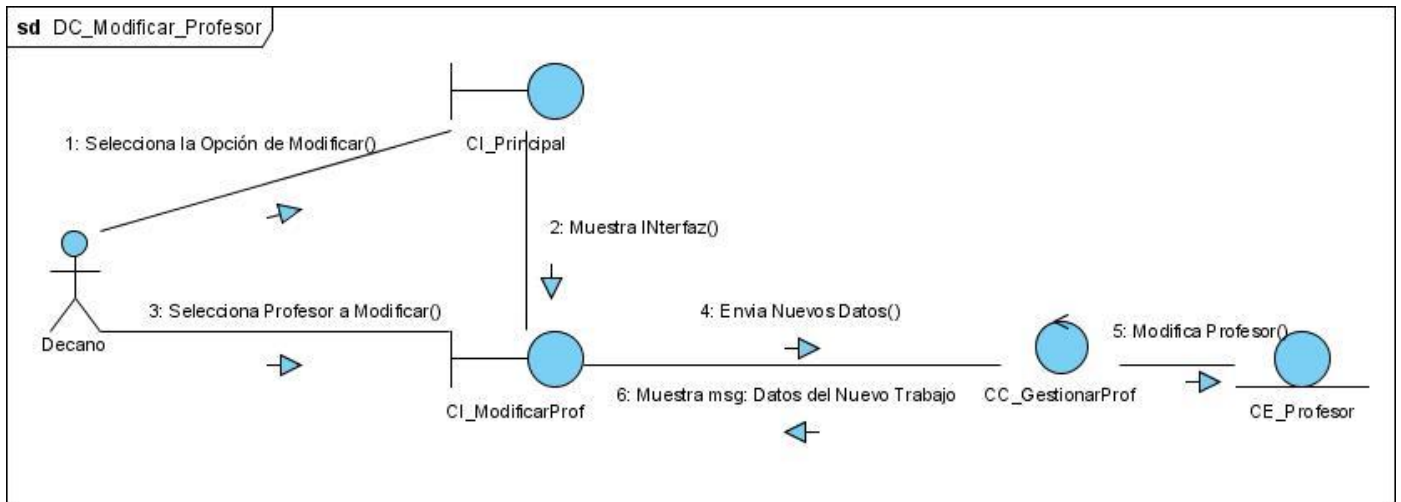 sd DC_Modificar_Profesor
1: Selecciona la Opción de Modificar()
CI_Principal
2: Muestra INterfaz()
3: Selecciona Profesor a Modificar()
4: Envia Nuevos Datos()
5: Modifica Profesor()
Decano
6: Muestra msg: Datos del Nuevo Trabajo
CC_GestionarProf
CI_ModificarProf
CE_Profesor